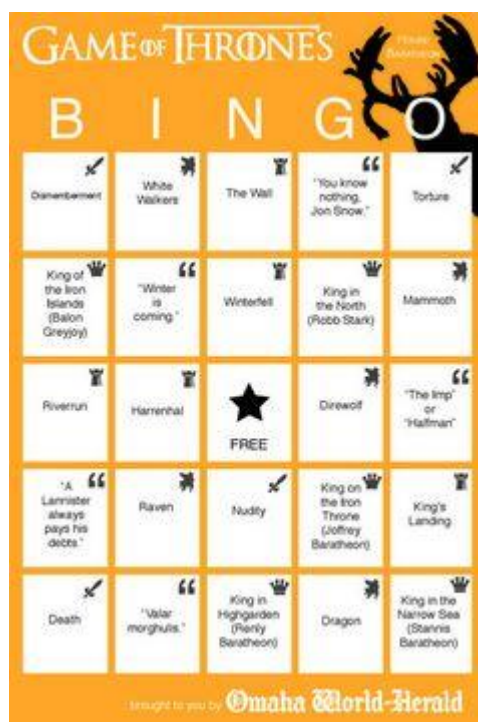 GAME OF THRONES
HOUSE
BARATHEON
B I N G O
Dismemberment
White
Walkers
The Wall
"You know
nothing,
Jon Snow."
Torture
King of
the Iron
Islands
(Balon
Greyjoy)
"Winter
is
coming."
Winterfell
King in
the North
(Robb Stark)
Mammoth
Riverrun
Harrenhal
FREE
Direwolf
"The Imp"
or
"Halfman"
"A
Lannister
always
pays his
debts."
Raven
Nudity
King on
the Iron
Throne
(Joffrey
Baratheon)
King's
Landing
Death
"Valar
morghulis."
King in
Highgarden
(Renly
Baratheon)
Dragon
King in the
Narrow Sea
(Stannis
Baratheon)
brought to you by Omaha World-Herald